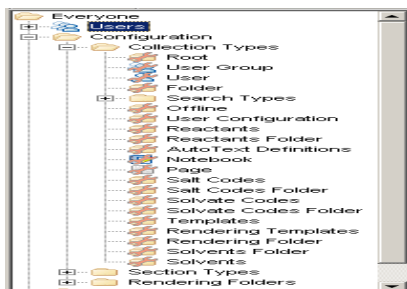 Everyone
Users
Configuration
Collection Types
Root
User Group
User
Folder
Search Types
Offline
User Configuration
Reactants
Reactants Folder
AutoText Definitions
Notebook
Page
Salt Codes
Salt Codes Folder
Solvate Codes
Solvate Codes Folder
Templates
Rendering Templates
Rendering Folder
Solvents Folder
Solvents
Section Types
Rendering Folders